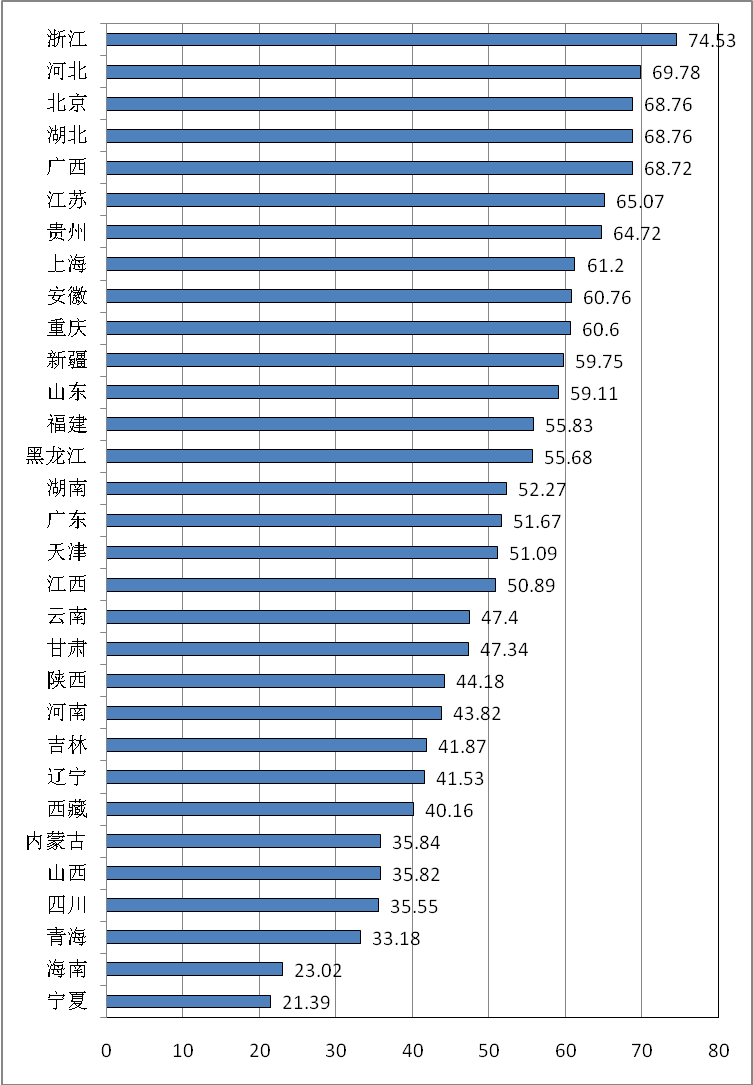 浙江 74.53
河北 69.78
北京 68.76
湖北 68.76
广西 68.72
江苏 65.07
贵州 64.72
上海 61.2
安徽 60.76
重庆 60.6
新疆 59.75
山东 59.11
福建 55.83
黑龙江 55.68
湖南 52.27
广东 51.67
天津 51.09
江西 50.89
云南 47.4
甘肃 47.34
陕西 44.18
河南 43.82
吉林 41.87
辽宁 41.53
西藏 40.16
内蒙古 35.84
山西 35.82
四川 35.55
青海 33.18
海南 23.02
宁夏 21.39
0 10 20 30 40 50 60 70 80